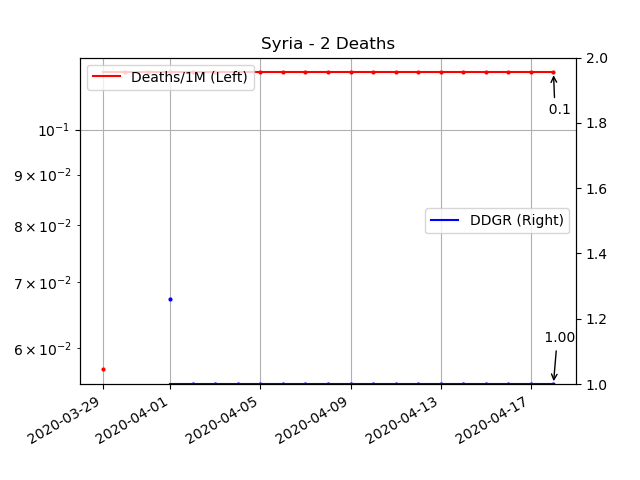 Syria - 2 Deaths
Deaths/1M (Left)
DDGR (Right)
10⁻¹
9 × 10⁻²
8 × 10⁻²
7 × 10⁻²
6 × 10⁻²
2.0
1.8
1.6
1.4
1.2
1.0
0.1
1.00
2020-03-29
2020-04-01
2020-04-05
2020-04-09
2020-04-13
2020-04-17